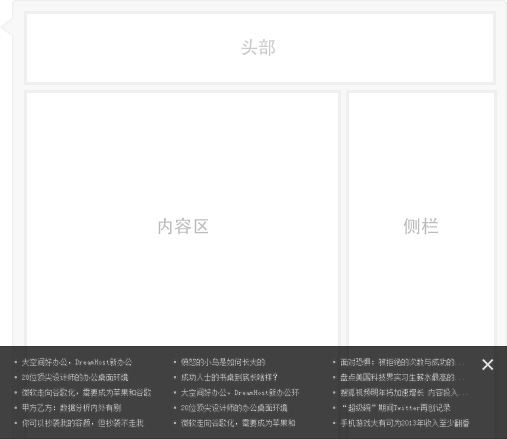 头部
内容区
侧栏
• 大空间好办公，DreamHost新办公
• 20位顶尖设计师的办公桌面环境
• 微软走向谷歌化，需要成为苹果和谷歌
• 甲方乙方：数据分析内外有别
• 你可以抄袭我的容颜，但抄袭不走我
• 愤怒的小鸟是如何长大的
• 成功人士的书桌到底长啥样？
• 大空间好办公，DreamHost新办公环
• 20位顶尖设计师的办公桌面环境
• 微软走向谷歌化，需要成为苹果和
• 面对恐惧：被拒绝的次数与成功的...
• 盘点美国科技界实习生薪水最高的...
• 搜狐视频明年将加速增长 内容投入...
• “超级碗”期间Twitter再创记录
• 手机游戏大有可为2013年收入至少翻番